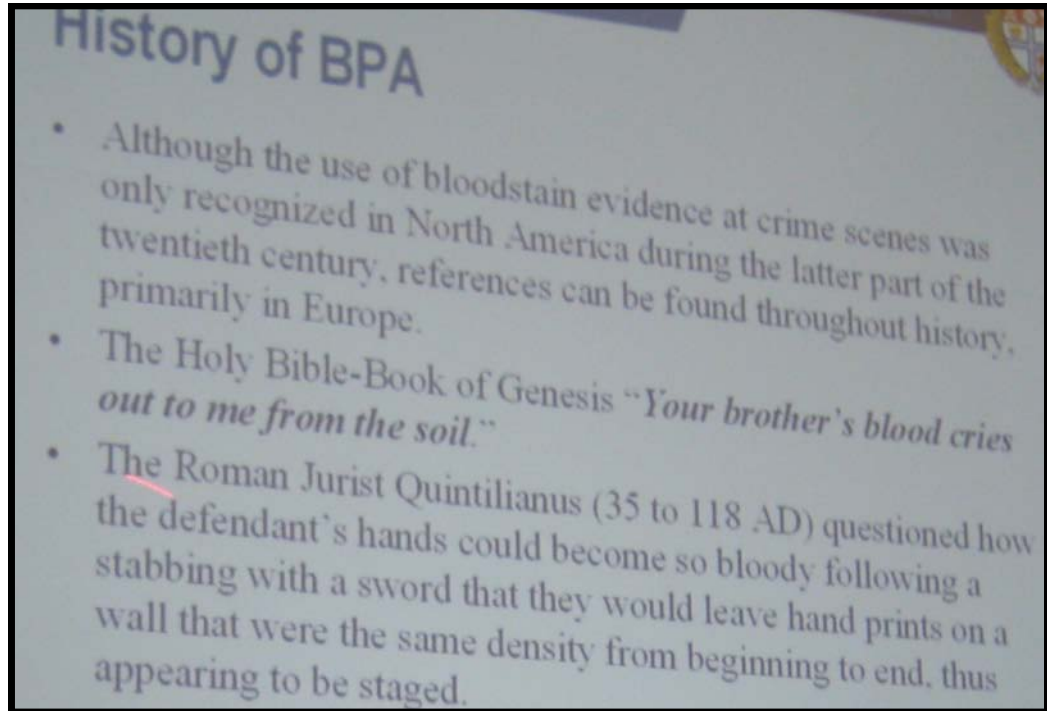 History of BPA
• Although the use of bloodstain evidence at crime scenes was
only recognized in North America during the latter part of the
twentieth century, references can be found throughout history,
primarily in Europe.
• The Holy Bible-Book of Genesis “Your brother’s blood cries
out to me from the soil.”
• The Roman Jurist Quintilianus (35 to 118 AD) questioned how
the defendant`s hands could become so bloody following a
stabbing with a sword that they would leave hand prints on a
wall that were the same density from beginning to end, thus
appearing to be staged.